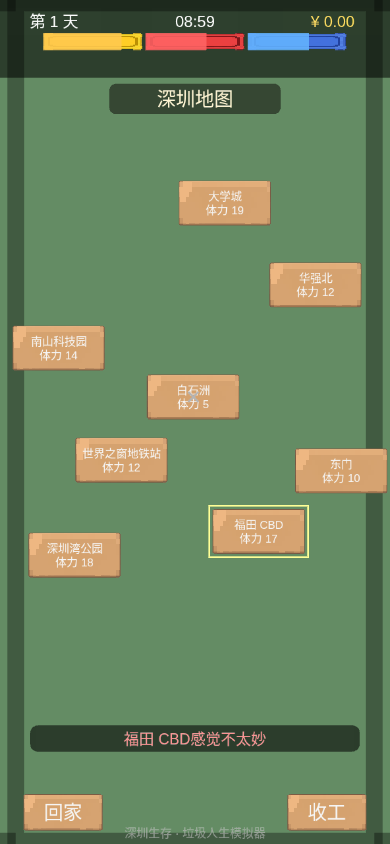 第 1 天 08:59 ¥ 0.00
深圳地图
大学城
体力 19
华强北
体力 12
南山科技园
体力 14
白石洲
体力 5
世界之窗地铁站
体力 12
东门
体力 10
福田 CBD
体力 17
深圳湾公园
体力 18
福田 CBD感觉不太妙
回家 收工
深圳生存 · 垃圾人生模拟器